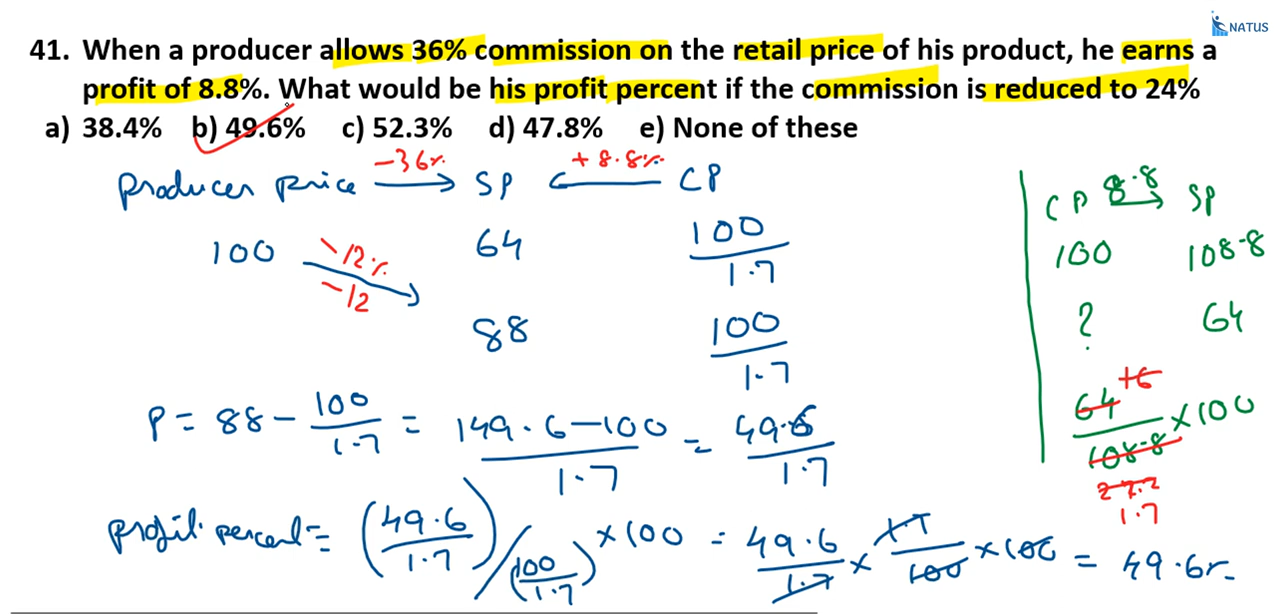 NATUS
41. When a producer allows 36% commission on the retail price of his product, he earns a
profit of 8.8%. What would be his profit percent if the commission is reduced to 24%
a) 38.4% b) 49.6% c) 52.3% d) 47.8% e) None of these
Producer price -36% → SP ← +8.8% CP
100 64 100/1.7
-12%
-12
88 100/1.7
P = 88 - 100/1.7 = 149.6-100/1.7 = 49.6/1.7
profit percent = (49.6/1.7)/(100/1.7) × 100 = 49.6/1.7 × 1.7/100 × 100 = 49.6%
CP 8.8 → SP
100 108.8
? 64
64 16
108.8 × 100
27.2
1.7